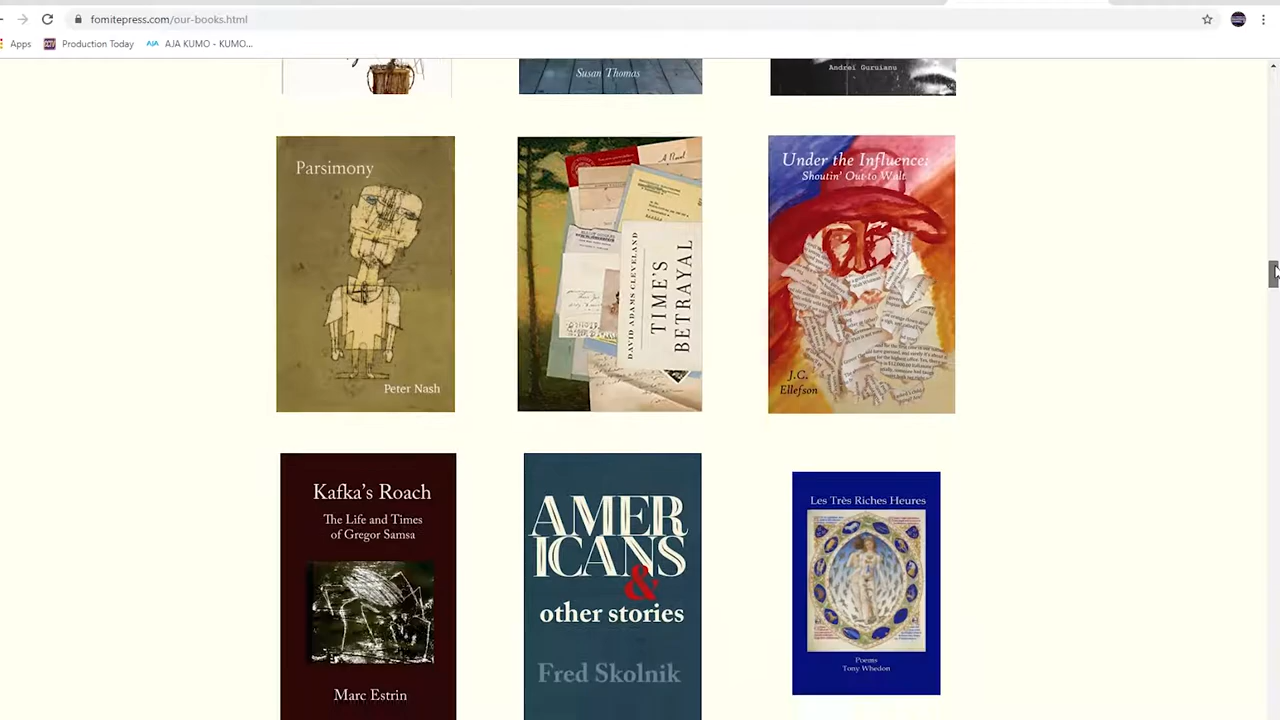 fomitepress.com/our-books.html
Apps
Production Today
AJA KUMO - KUMO...
Susan Thomas
Andrei Guruianu
Parsimony
Peter Nash
A Novel
DAVID ADAMS CLEVELAND
TIME'S
BETRAYAL
Under the Influence:
Shoutin' Out to Walt
J.C.
Ellefson
Kafka's Roach
The Life and Times
of Gregor Samsa
Marc Estrin
AMER
ICANS
&
other stories
Fred Skolnik
Les Très Riches Heures
Poems
Tony Whedon